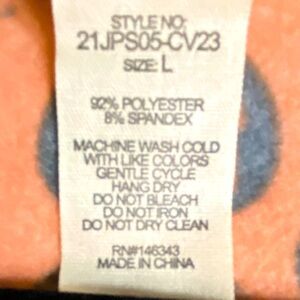 STYLE NO:
21JPS05-CV23
SIZE: L
92% POLYESTER
8% SPANDEX
MACHINE WASH COLD
WITH LIKE COLORS
GENTLE CYCLE
HANG DRY
DO NOT BLEACH
DO NOT IRON
DO NOT DRY CLEAN
RN#146343
MADE IN CHINA